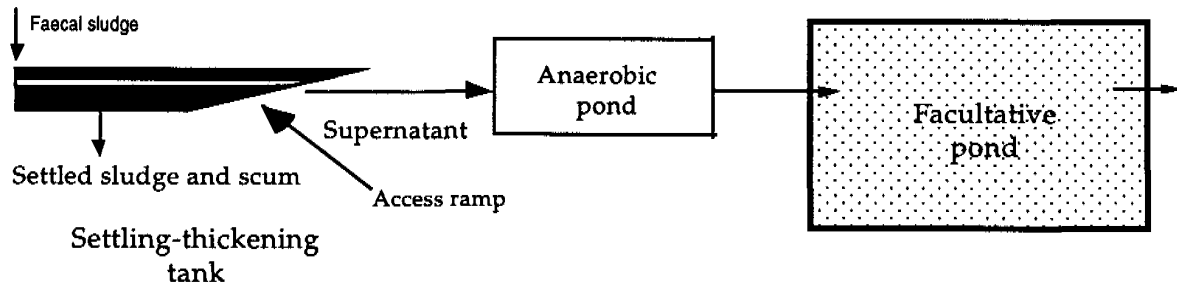 Faecal sludge
Anaerobic
pond
Facultative
pond
Supernatant
Settled sludge and scum
Access ramp
Settling-thickening
tank